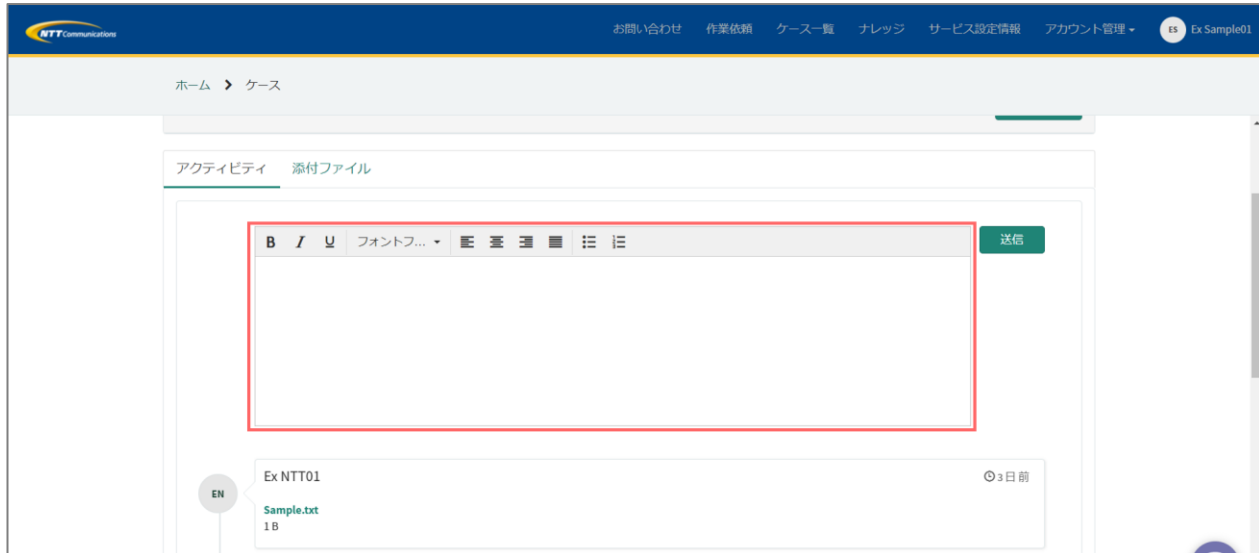 NTT Communications
お問い合わせ 作業依頼 ケース一覧 ナレッジ サービス設定情報 アカウント管理 ES Ex Sample01
ホーム > ケース
アクティビティ 添付ファイル
B I U フォントフ... 送信
Ex NTT01 3日前
EN
Sample.txt
1 B